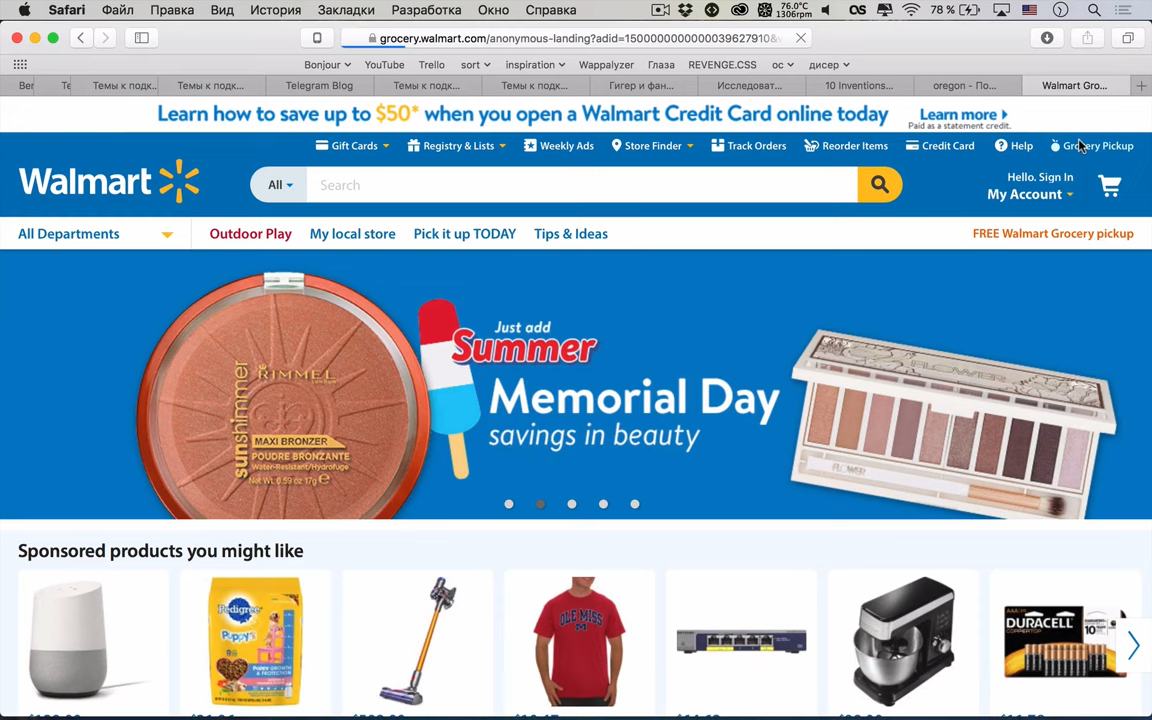 Safari Файл Правка Вид История Закладки Разработка Окно Справка 76.0°C 1306rpm OS 78 %
grocery.walmart.com/anonymous-landing?adid=1500000000000039627910&
Bonjour YouTube Trello sort inspiration Wappalyzer Глаза REVENGE.CSS ос дисер
Темы к подк.. Темы к подк... Telegram Blog Темы к подк... Темы к подк... Гигер и фан... Исследоват... 10 Inventions... oregon - По... Walmart Gro...
Learn how to save up to $50* when you open a Walmart Credit Card online today Learn more
Paid as a statement credit.
Gift Cards Registry & Lists Weekly Ads Store Finder Track Orders Reorder Items Credit Card Help Grocery Pickup
Walmart All Search Hello. Sign In
My Account
All Departments Outdoor Play My local store Pick it up TODAY Tips & Ideas FREE Walmart Grocery pickup
Just add
Summer
Memorial Day
savings in beauty
RIMMEL
LONDON
sunshimmer
MAXI BRONZER
POUDRE BRONZANTE
Water-Resistant/Hydrofuge
Net Wt. 0.59 oz 17g
FLOWER
FLOWER
Sponsored products you might like
Pedigree
Puppy
OLE MISS
M
DURACELL
COPPERTOP
10